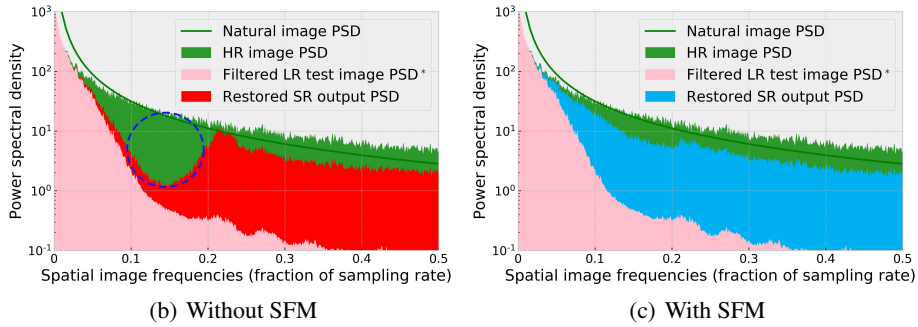 Power spectral density
10³
10²
10¹
10⁰
10⁻¹
Natural image PSD
HR image PSD
Filtered LR test image PSD*
Restored SR output PSD
0 0.1 0.2 0.3 0.4 0.5
Spatial image frequencies (fraction of sampling rate)
(b) Without SFM
Power spectral density
10³
10²
10¹
10⁰
10⁻¹
Natural image PSD
HR image PSD
Filtered LR test image PSD*
Restored SR output PSD
0 0.1 0.2 0.3 0.4 0.5
Spatial image frequencies (fraction of sampling rate)
(c) With SFM